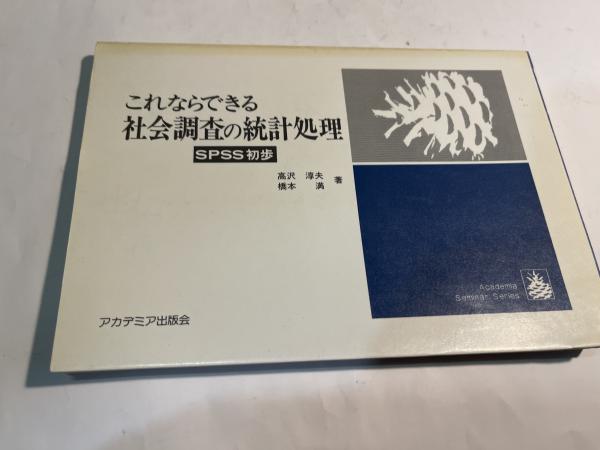 これならできる
社会調査の統計処理
SPSS初歩
高沢 淳夫
橋本 満 著
Academia
Seminar Series
アカデミア出版会